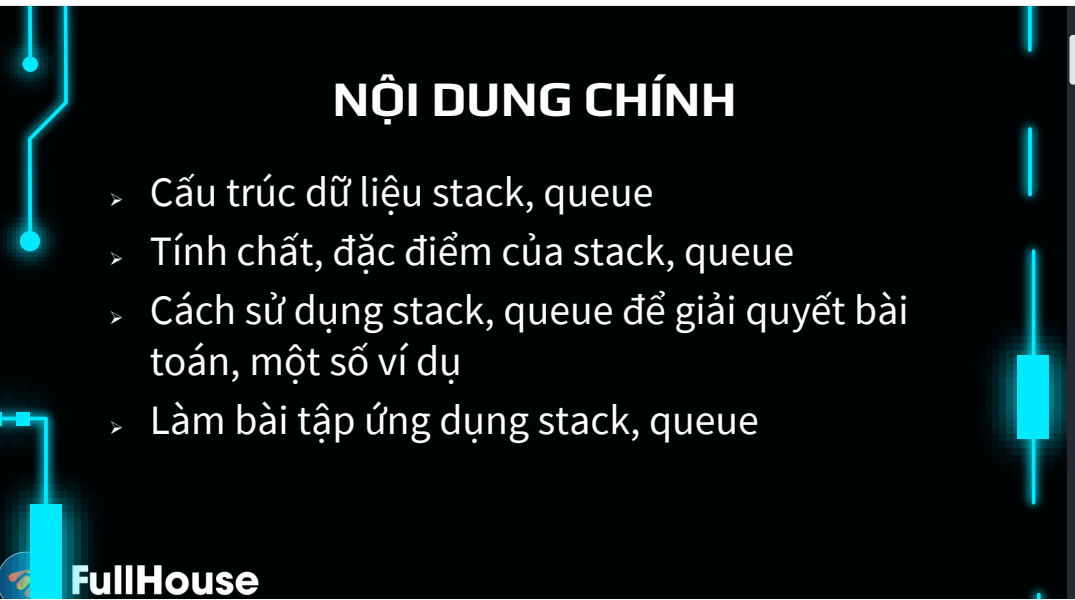 NỘI DUNG CHÍNH
Cấu trúc dữ liệu stack, queue
Tính chất, đặc điểm của stack, queue
Cách sử dụng stack, queue để giải quyết bài
toán, một số ví dụ
Làm bài tập ứng dụng stack, queue
FullHouse